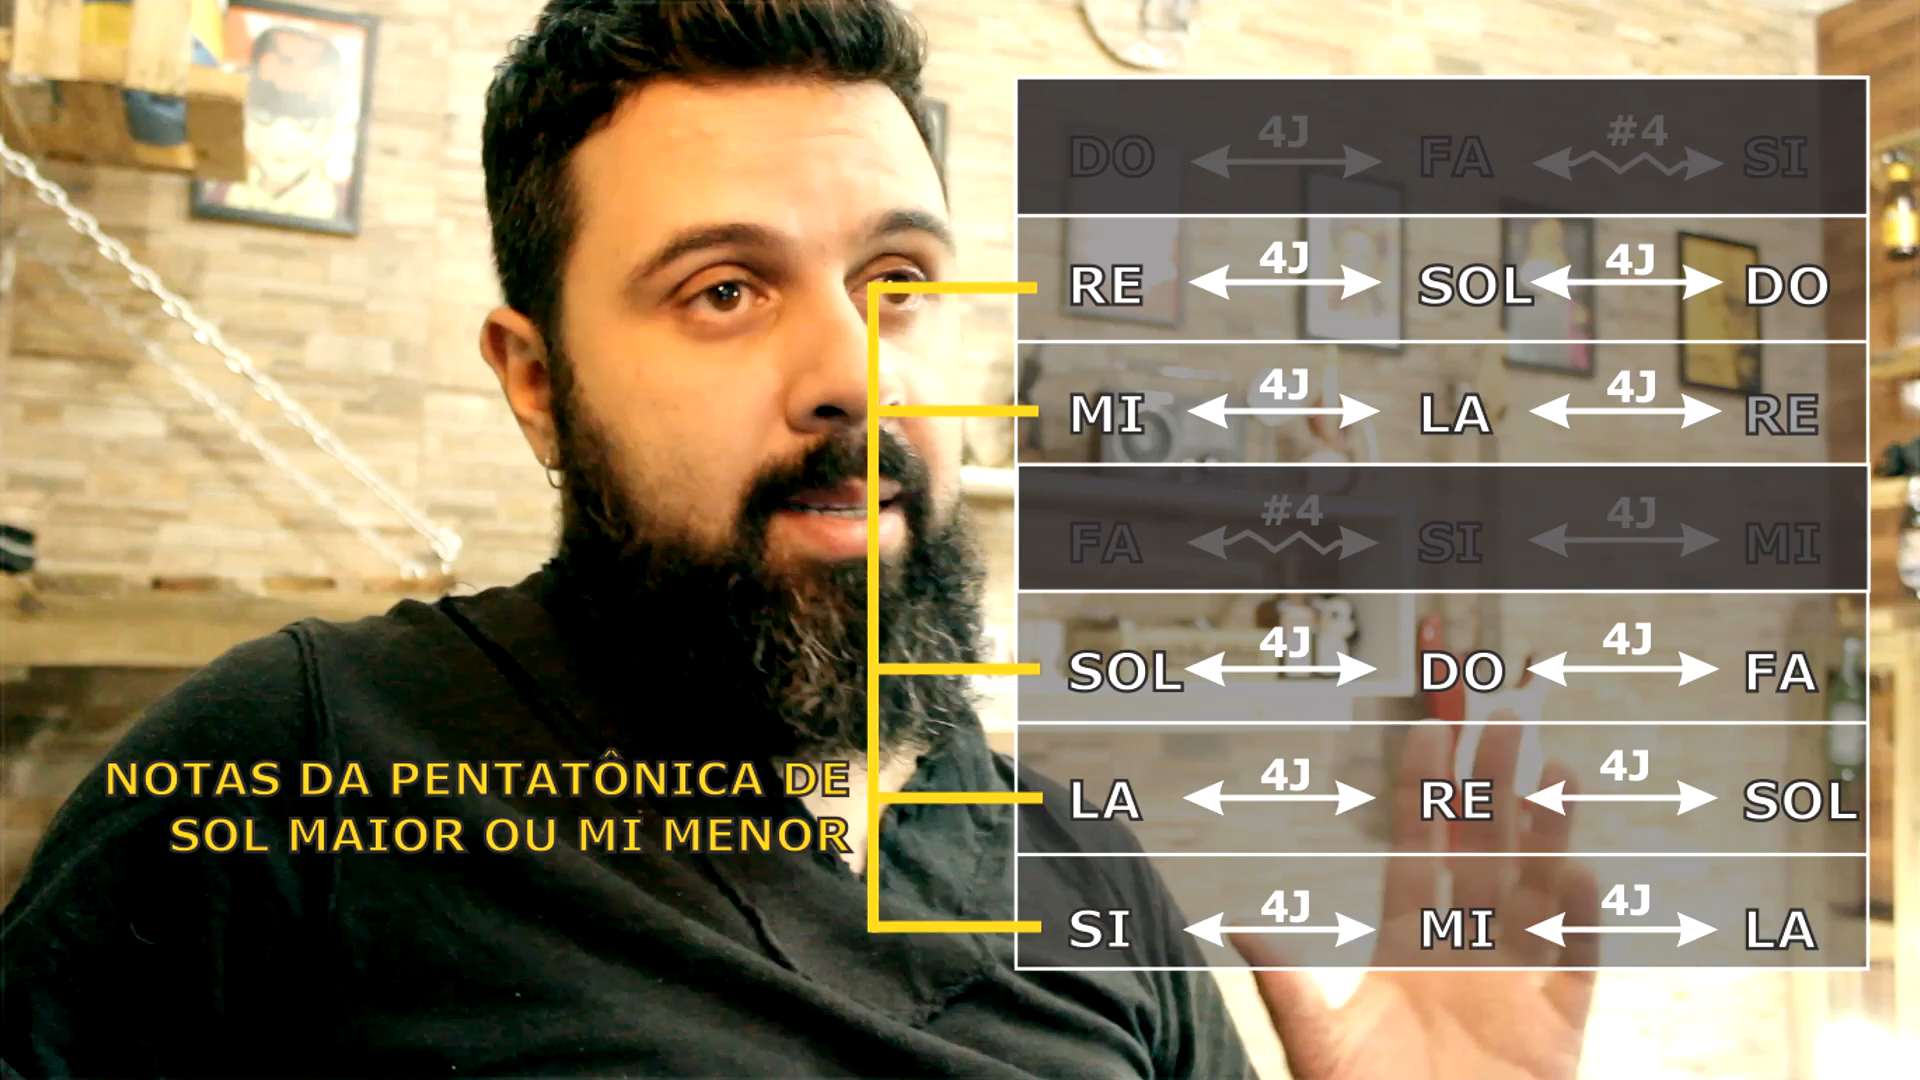 4J #4
DO FA SI
4J 4J
RE SOL DO
4J 4J
MI LA RE
#4 4J
FA SI MI
4J 4J
SOL DO FA
4J 4J
LA RE SOL
4J 4J
SI MI LA
NOTAS DA PENTATÔNICA DE
SOL MAIOR OU MI MENOR